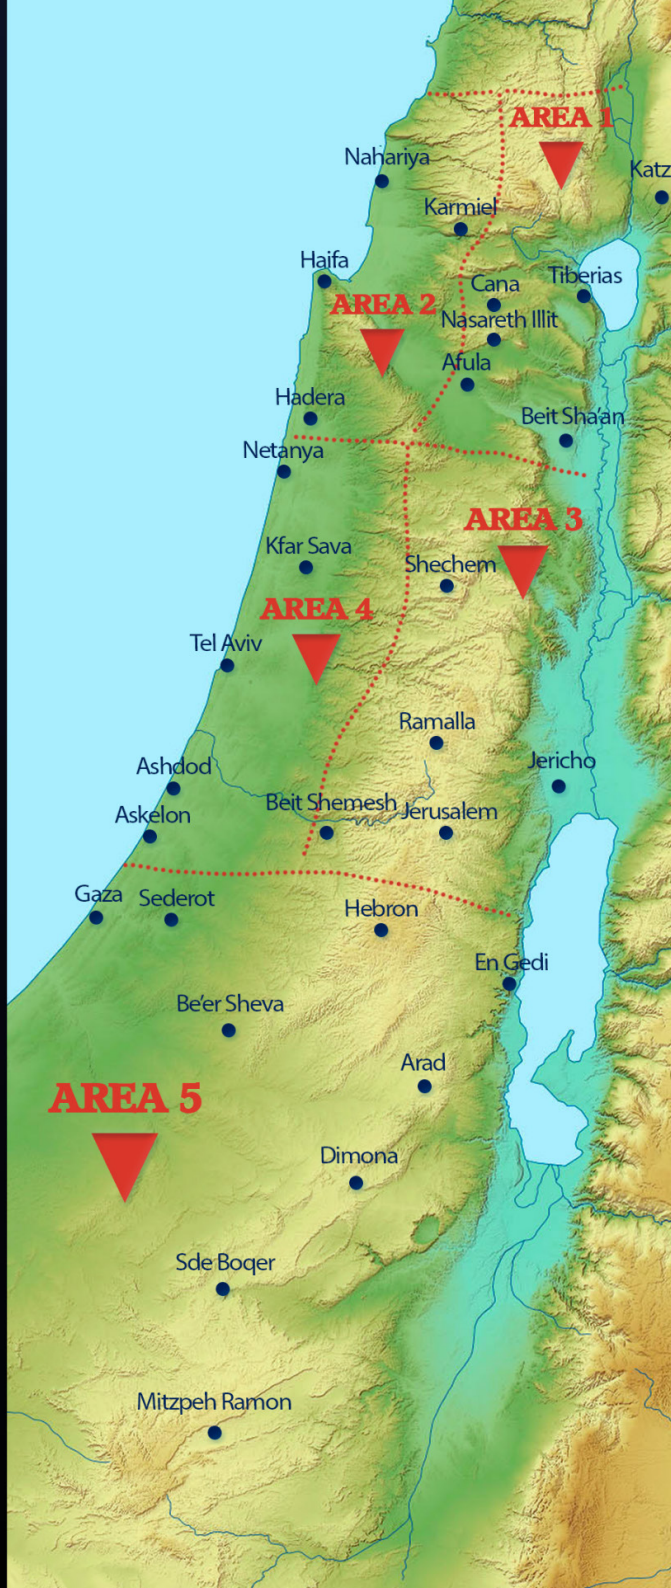 AREA 1
Nahariya
Katz
Karmiel
Haifa
Tiberias
Cana
AREA 2
Nasareth Illit
Afula
Hadera
Beit Sha'an
Netanya
AREA 3
Kfar Sava
Shechem
AREA 4
Tel Aviv
Ramalla
Jericho
Ashdod
Beit Shemesh
Jerusalem
Askelon
Gaza
Sederot
Hebron
En Gedi
Be'er Sheva
Arad
AREA 5
Dimona
Sde Boqer
Mitzpeh Ramon